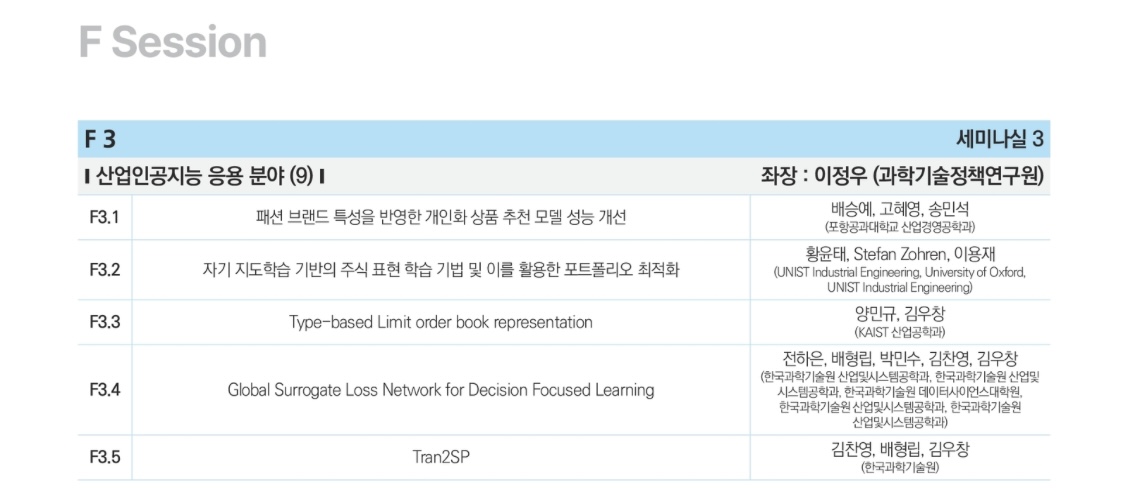 F Session
F 3 세미나실 3
I 산업인공지능 응용 분야 (9) I 좌장 : 이정우 (과학기술정책연구원)
F3.1 패션 브랜드 특성을 반영한 개인화 상품 추천 모델 성능 개선 배승예, 고혜영, 송민석
(포항공과대학교 산업경영공학과)
F3.2 자기 지도학습 기반의 주식 표현 학습 기법 및 이를 활용한 포트폴리오 최적화 황윤태, Stefan Zohren, 이용재
(UNIST Industrial Engineering, University of Oxford,
UNIST Industrial Engineering)
F3.3 Type-based Limit order book representation 양민규, 김우창
(KAIST 산업공학과)
F3.4 Global Surrogate Loss Network for Decision Focused Learning 전하은, 배형립, 박민수, 김찬영, 김우창
(한국과학기술원 산업및시스템공학과, 한국과학기술원 산업및
시스템공학과, 한국과학기술원 데이터사이언스대학원,
한국과학기술원 산업및시스템공학과, 한국과학기술원
산업및시스템공학과)
F3.5 Tran2SP 김찬영, 배형립, 김우창
(한국과학기술원)